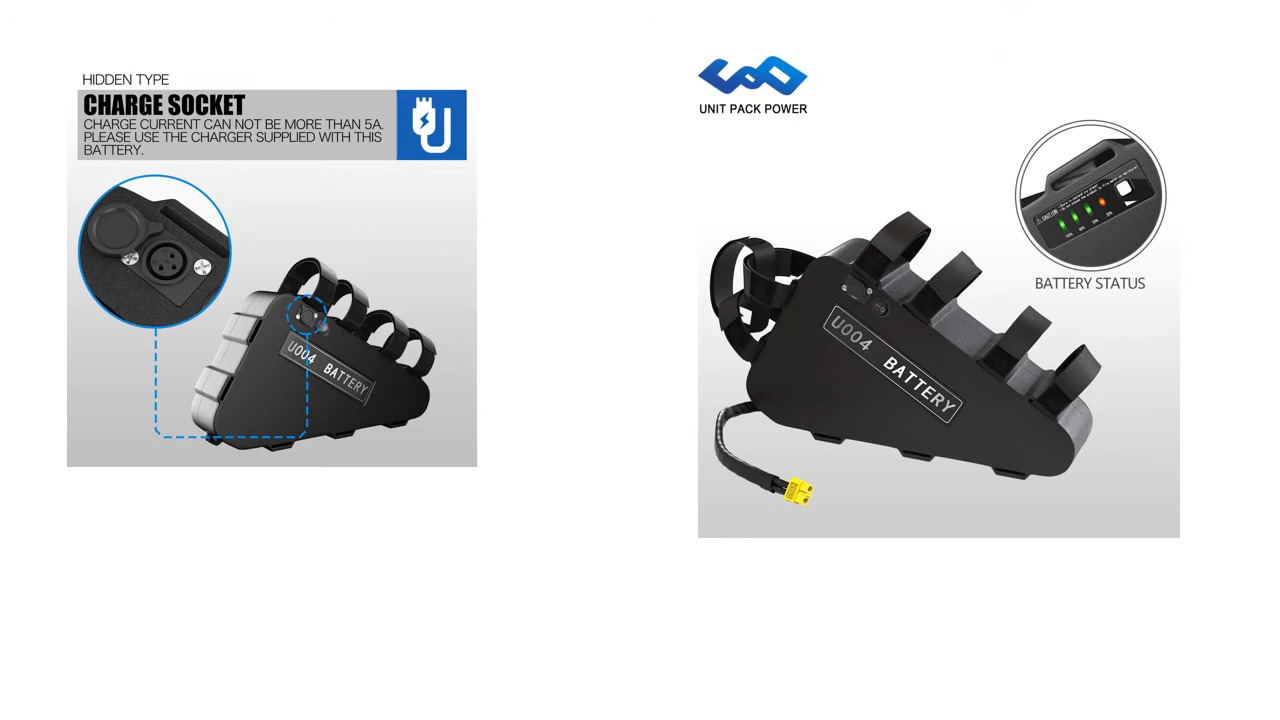 HIDDEN TYPE
CHARGE SOCKET
CHARGE CURRENT CAN NOT BE MORE THAN 5A.
PLEASE USE THE CHARGER SUPPLIED WITH THIS
BATTERY.
U004 BATTERY
UNIT PACK POWER
CAUTION
BATTERY STATUS
U004 BATTERY